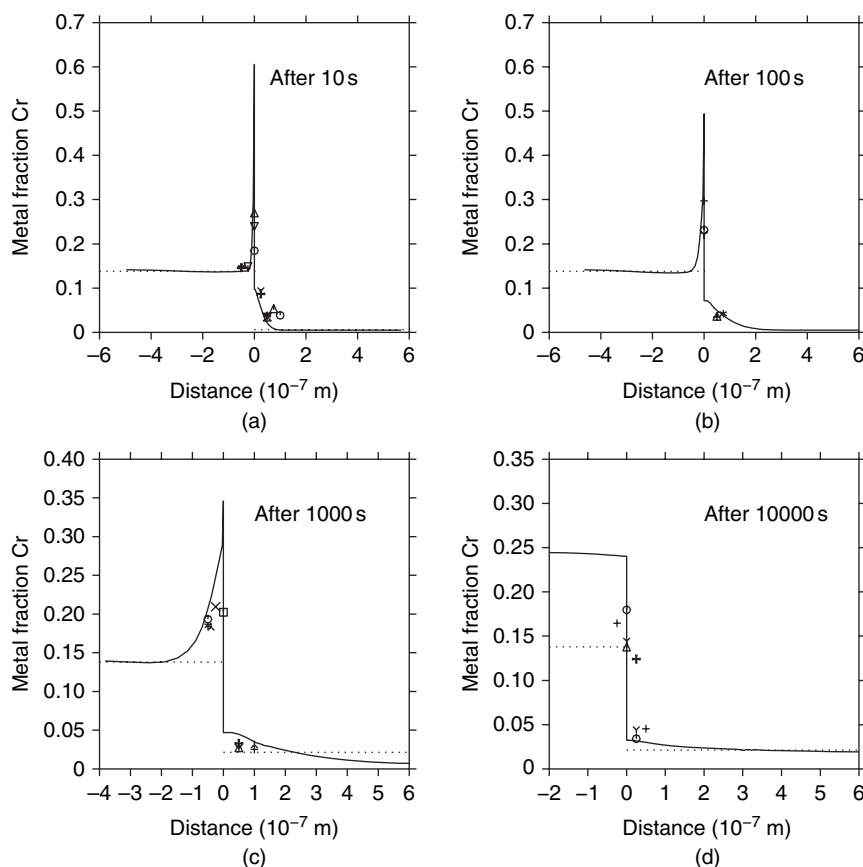 0.7
0.6
0.5
0.4
0.3
0.2
0.1
0
Metal fraction Cr
After 10 s
−6 −4 −2 0 2 4 6
Distance (10−7 m)
(a)
0.7
0.6
0.5
0.4
0.3
0.2
0.1
0
Metal fraction Cr
After 100 s
−6 −4 −2 0 2 4 6
Distance (10−7 m)
(b)
0.40
0.35
0.30
0.25
0.20
0.15
0.10
0.05
0
Metal fraction Cr
After 1000 s
−4 −3 −2 −1 0 1 2 3 4 5 6
Distance (10−7 m)
(c)
0.35
0.30
0.25
0.20
0.15
0.10
0.05
0
Metal fraction Cr
After 10000 s
−2 −1 0 1 2 3 4 5 6
Distance (10−7 m)
(d)